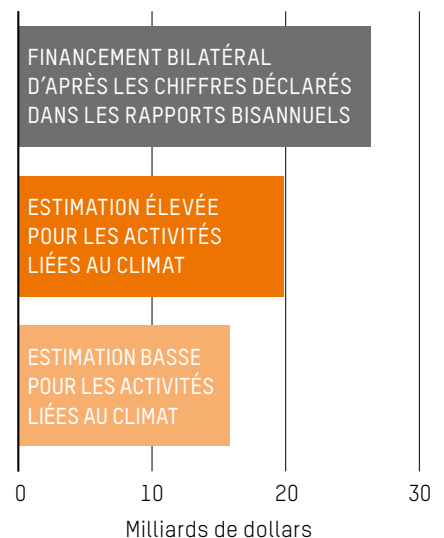 FINANCEMENT BILATÉRAL
D'APRÈS LES CHIFFRES DÉCLARÉS
DANS LES RAPPORTS BISANNUELS
ESTIMATION ÉLEVÉE
POUR LES ACTIVITÉS
LIÉES AU CLIMAT
ESTIMATION BASSE
POUR LES ACTIVITÉS
LIÉES AU CLIMAT
0 10 20 30
Milliards de dollars